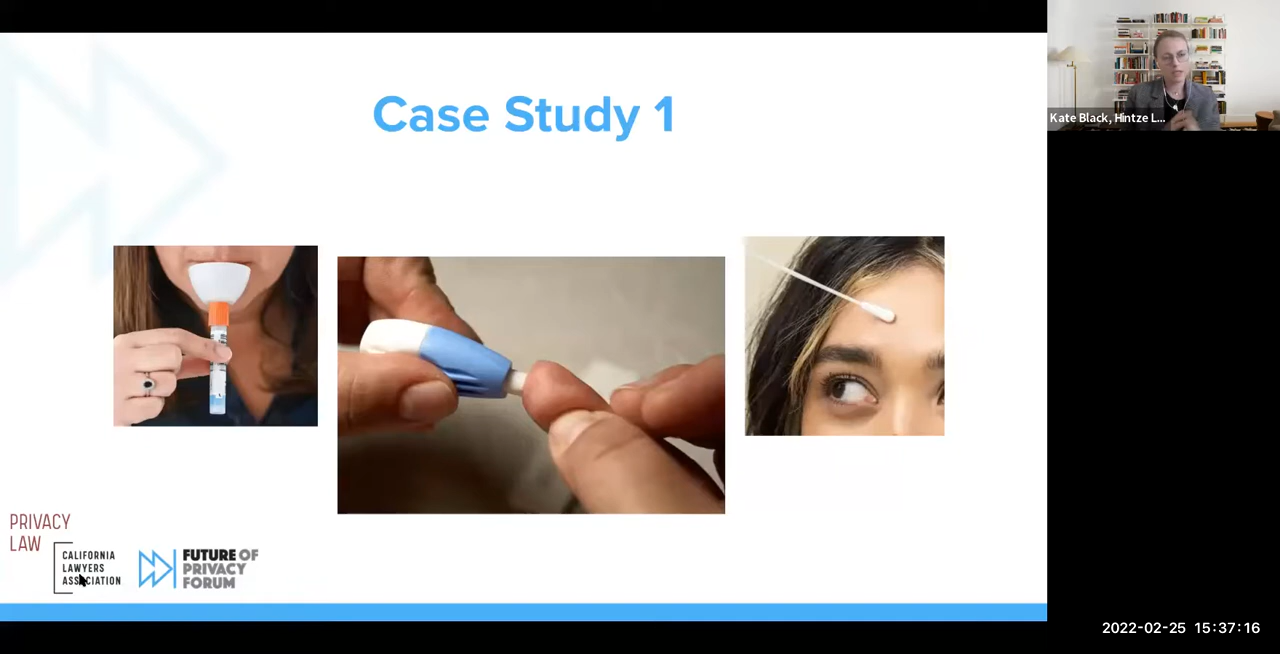 Case Study 1
Kate Black, Hintze L...
PRIVACY
LAW
CALIFORNIA
LAWYERS
ASSOCIATION
FUTURE OF
PRIVACY
FORUM
2022-02-25 15:37:16